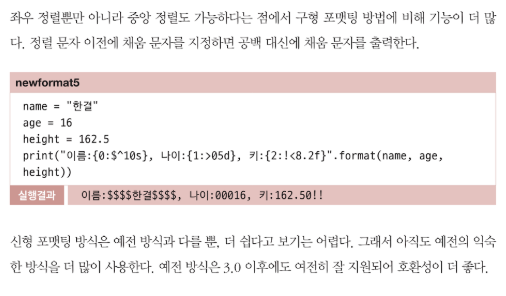 좌우 정렬뿐만 아니라 중앙 정렬도 가능하다는 점에서 구형 포맷팅 방법에 비해 기능이 더 많
다. 정렬 문자 이전에 채움 문자를 지정하면 공백 대신에 채움 문자를 출력한다.
newformat5
name = "한결"
age = 16
height = 162.5
print("이름:{0:$^10s}, 나이:{1:>05d}, 키:{2:!<8.2f}".format(name, age,
height))
실행결과 이름:$$$$한결$$$$, 나이:00016, 키:162.50!!
신형 포맷팅 방식은 예전 방식과 다를 뿐, 더 쉽다고 보기는 어렵다. 그래서 아직도 예전의 익숙
한 방식을 더 많이 사용한다. 예전 방식은 3.0 이후에도 여전히 잘 지원되어 호환성이 더 좋다.